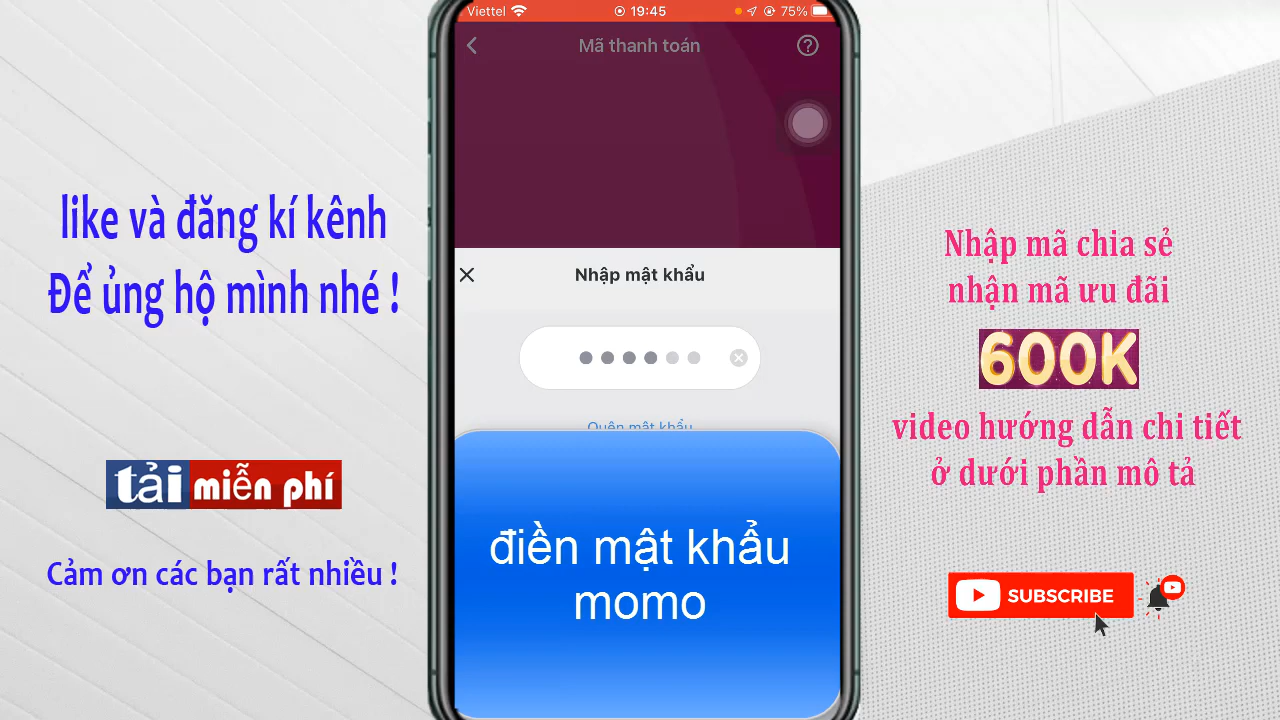 Viettel 19:45 75%
Mã thanh toán
?
like và đăng kí kênh
Để ủng hộ mình nhé !
tải miễn phí
Cảm ơn các bạn rất nhiều !
Nhập mật khẩu
Quên mật khẩu
điền mật khẩu
momo
Nhập mã chia sẻ
nhận mã ưu đãi
600K
video hướng dẫn chi tiết
ở dưới phần mô tả
SUBSCRIBE